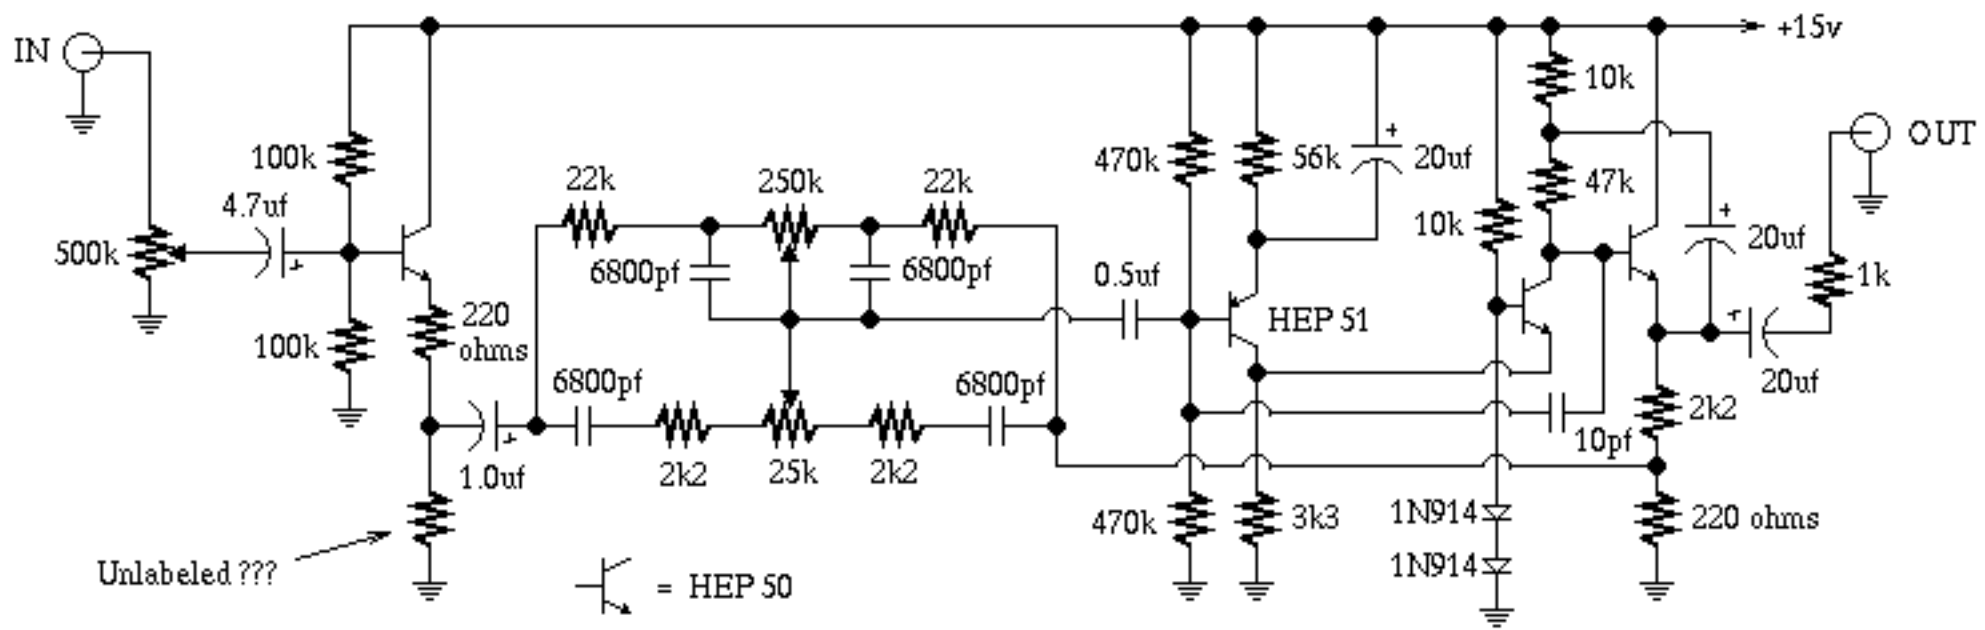 IN
+15v
10k
OUT
100k
22k
250k
22k
470k
56k
+
20uf
47k
4.7uf
10k
+
20uf
500k
+
6800pf
6800pf
0.5uf
1k
220
ohms
HEP 51
+
20uf
100k
6800pf
6800pf
2k2
10pf
+
1.0uf
2k2
25k
2k2
470k
3k3
1N914
220 ohms
Unlabeled ???
1N914
= HEP 50